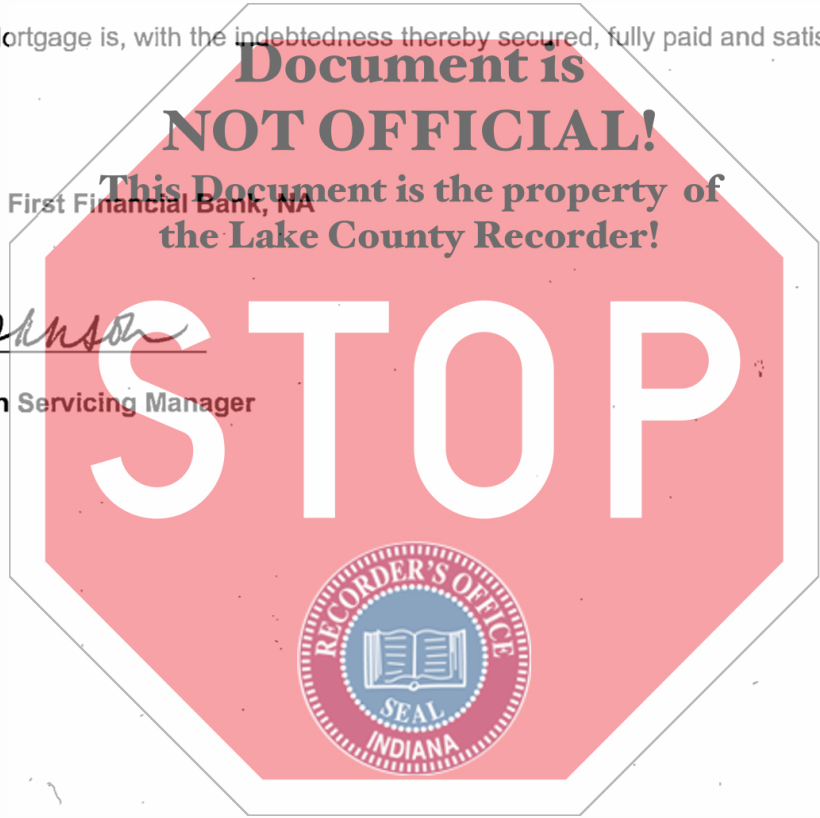 ortgage is, with the indebtedness thereby secured, fully paid and satis
Document is
NOT OFFICIAL!
This Document is the property of
First Financial Bank, NA
the Lake County Recorder!
STOP
Servicing Manager
RECORDER'S OFFICE
SEAL
INDIANA